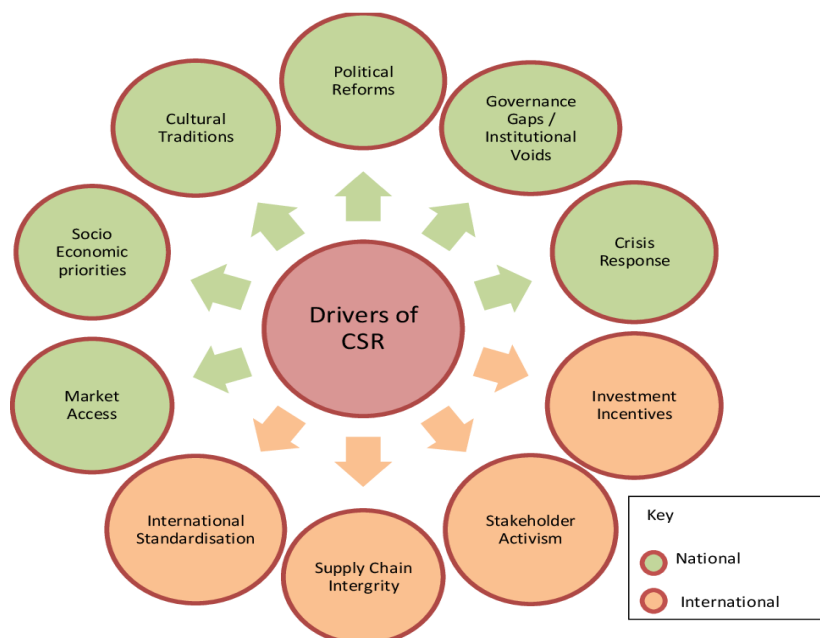 Political
Reforms
Governance
Gaps /
Institutional
Voids
Crisis
Response
Investment
Incentives
Stakeholder
Activism
Supply Chain
Intergrity
International
Standardisation
Market
Access
Socio
Economic
priorities
Cultural
Traditions
Drivers of
CSR
Key
National
International